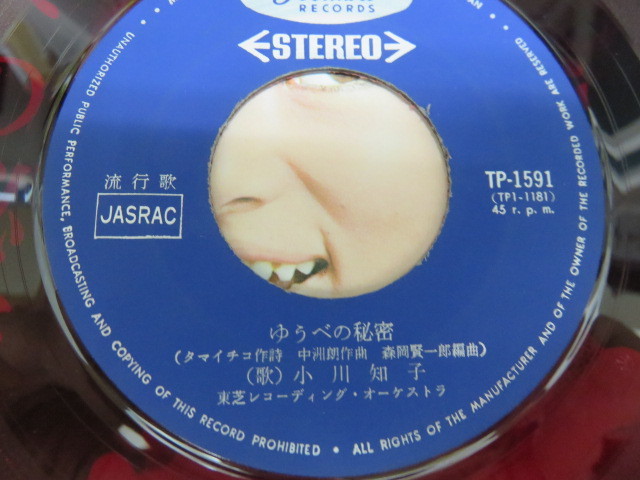 RECORDS
STEREO
流行歌
JASRAC
TP-1591
(TP1-1181)
45 r.p.m.
ゆうべの秘密
(タマイチコ作詩 中洲朗作曲 森岡賢一郎編曲)
(歌) 小川知子
東芝レコーディング・オーケストラ
UNAUTHORIZED PUBLIC PERFORMANCE, BROADCASTING AND COPYING OF THIS RECORD PROHIBITED • ALL RIGHTS OF THE MANUFACTURER AND OF THE OWNER OF THE RECORDED WORK ARE RESERVED